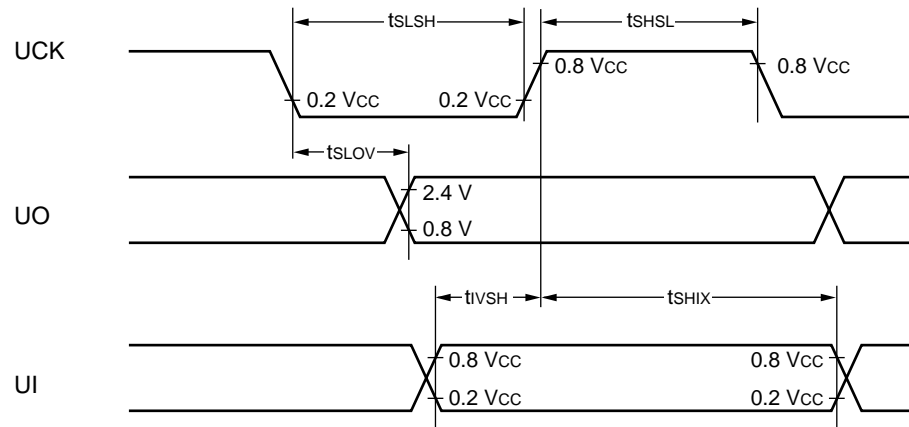 tSLSH tSHSL
UCK
0.8 VCC 0.8 VCC
0.2 VCC 0.2 VCC
tSLOV
2.4 V
UO
0.8 V
tIVSH tSHIX
0.8 VCC 0.8 VCC
UI
0.2 VCC 0.2 VCC